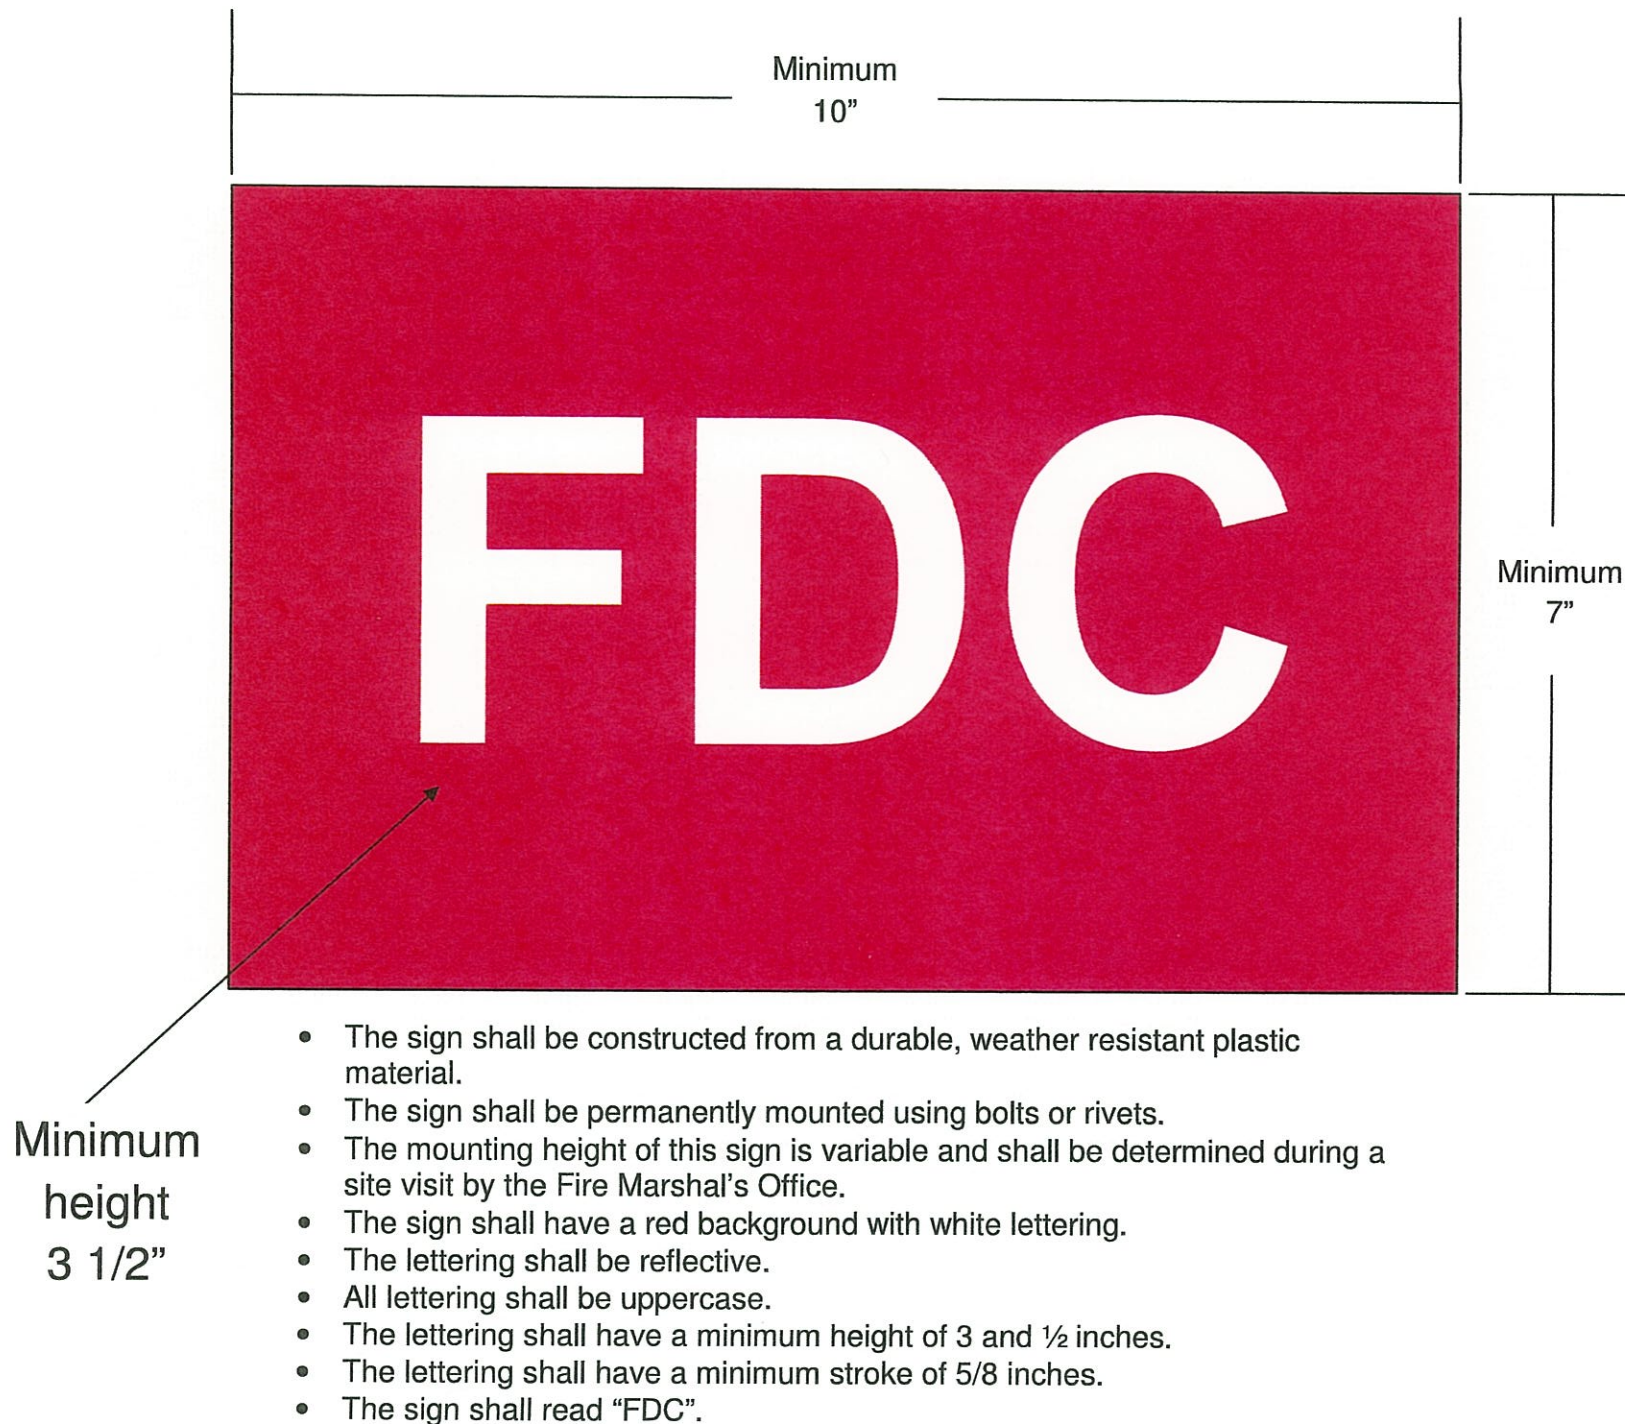 Minimum
10”
FDC
Minimum
7”
Minimum
height
3 1/2”
• The sign shall be constructed from a durable, weather resistant plastic
material.
• The sign shall be permanently mounted using bolts or rivets.
• The mounting height of this sign is variable and shall be determined during a
site visit by the Fire Marshal’s Office.
• The sign shall have a red background with white lettering.
• The lettering shall be reflective.
• All lettering shall be uppercase.
• The lettering shall have a minimum height of 3 and ½ inches.
• The lettering shall have a minimum stroke of 5/8 inches.
• The sign shall read “FDC”.